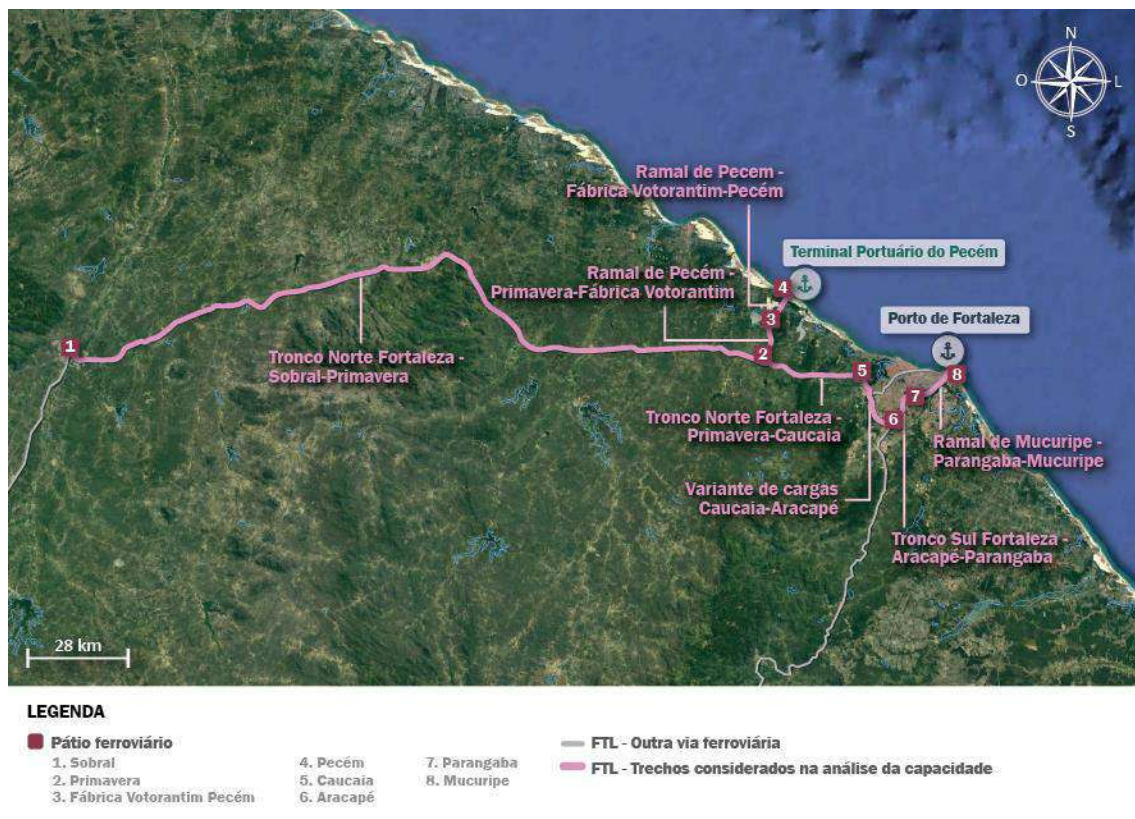 N
O
L
S
Ramal de Pecem -
Fábrica Votorantim-Pecém
Terminal Portuário do Pecém
Ramal de Pecém -
Primavera-Fábrica Votorantim
4
3
Porto de Fortaleza
1
2
5
8
7
6
Tronco Norte Fortaleza -
Sobral-Primavera
Tronco Norte Fortaleza -
Primavera-Caucaia
Ramal de Mucuripe -
Parangaba-Mucuripe
Variante de cargas
Caucaia-Aracapé
Tronco Sul Fortaleza -
Aracapé-Parangaba
28 km
LEGENDA
Pátio ferroviário
1. Sobral
2. Primavera
3. Fábrica Votorantim Pecém
4. Pecém
5. Caucaia
6. Aracapé
7. Parangaba
8. Mucuripe
FTL - Outra via ferroviária
FTL - Trechos considerados na análise da capacidade